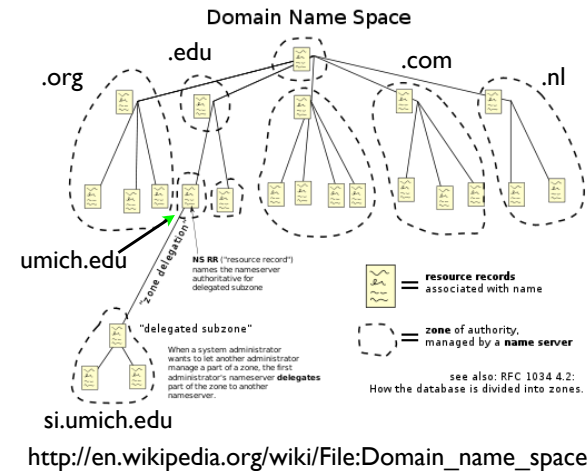 Domain Name Space
.edu
.org
.com
.nl
umich.edu
"zone delegation"
NS RR ("resource record")
names the nameserver
authoritative for
delegated subzone
= resource records
associated with name
"delegated subzone"
When a system administrator
wants to let another administrator
manage a part of a zone, the first
administrator's nameserver delegates
part of the zone to another
nameserver.
= zone of authority,
managed by a name server
see also: RFC 1034 4.2:
How the database is divided into zones.
si.umich.edu
http://en.wikipedia.org/wiki/File:Domain_name_space